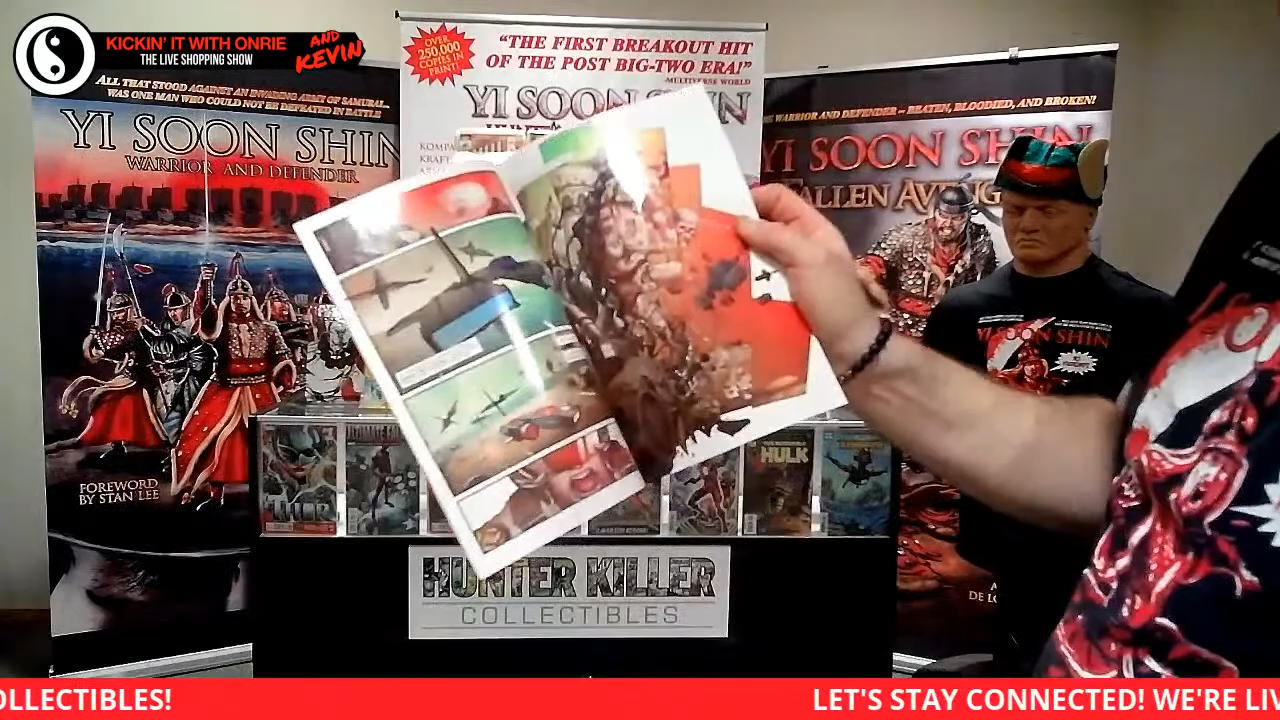 KICKIN' IT WITH ONRIE
AND
KEVIN
THE LIVE SHOPPING SHOW
ALL THAT STOOD AGAINST AN INVADING ARMY OF SAMURAI...
WAS ONE MAN WHO COULD NOT BE DEFEATED IN BATTLE
YI SOON SHIN
WARRIOR AND DEFENDER
FOREWORD
BY STAN LEE
OVER
250,000
COPIES IN
PRINT!
"THE FIRST BREAKOUT HIT
OF THE POST BIG-TWO ERA!"
-MULTIVERSE WORLD
YI SOON SHIN
WARRIOR AND DEFENDER – BEATEN, BLOODIED, AND BROKEN!
YI SOON SHIN
FALLEN AVENG
YI SOON SHIN
THOR
HULK
HUNTER KILLER
COLLECTIBLES
OLLECTIBLES!
LET'S STAY CONNECTED! WE'RE LIV